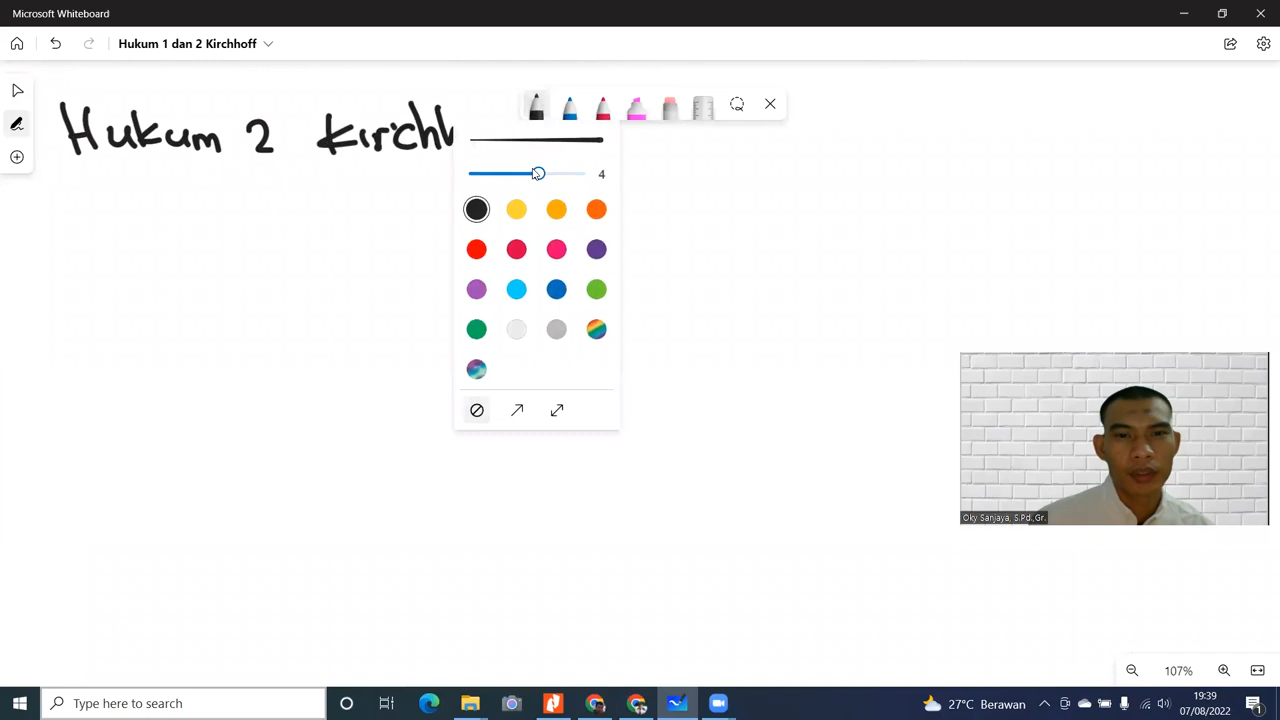 Microsoft Whiteboard
Hukum 1 dan 2 Kirchhoff
Hukum 2 Kirchh
4
Oky Sanjaya, S.Pd.,Gr.
107%
Type here to search
27°C Berawan
19:39
07/08/2022
1